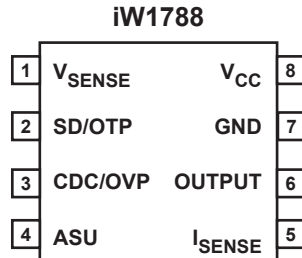 iW1788
1 VSENSE VCC 8
2 SD/OTP GND 7
3 CDC/OVP OUTPUT 6
4 ASU ISENSE 5